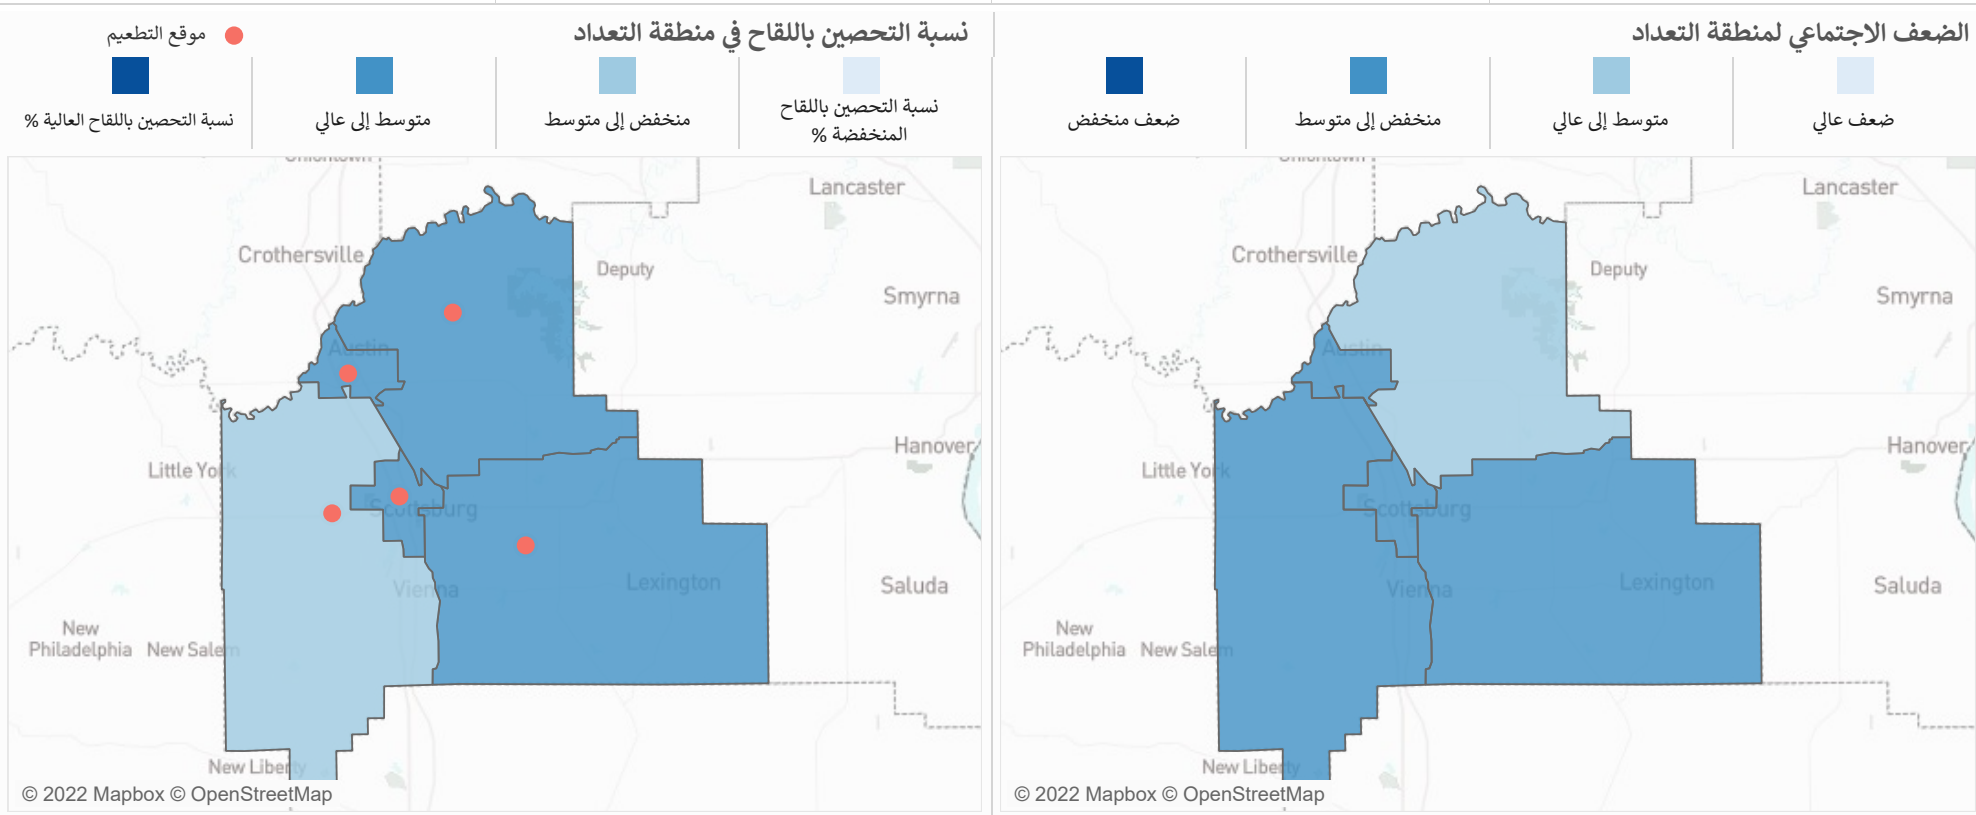 الضعف الاجتماعي لمنطقة التعداد
ضعف عالي
متوسط إلى عالي
منخفض إلى متوسط
ضعف منخفض
Uniontown
Lancaster
Crothersville
Deputy
Smyrna
Austin
Hanover
Little York
Scottsburg
Lexington
Vienna
Saluda
New
Philadelphia
New Salem
New Liberty
© 2022 Mapbox © OpenStreetMap
نسبة التحصين باللقاح في منطقة التعداد
موقع التطعيم
نسبة التحصين باللقاح
المنخفضة %
منخفض إلى متوسط
متوسط إلى عالي
نسبة التحصين باللقاح العالية %
Uniontown
Lancaster
Crothersville
Deputy
Smyrna
Austin
Hanover
Little York
Scottsburg
Lexington
Vienna
Saluda
New
Philadelphia
New Salem
New Liberty
© 2022 Mapbox © OpenStreetMap